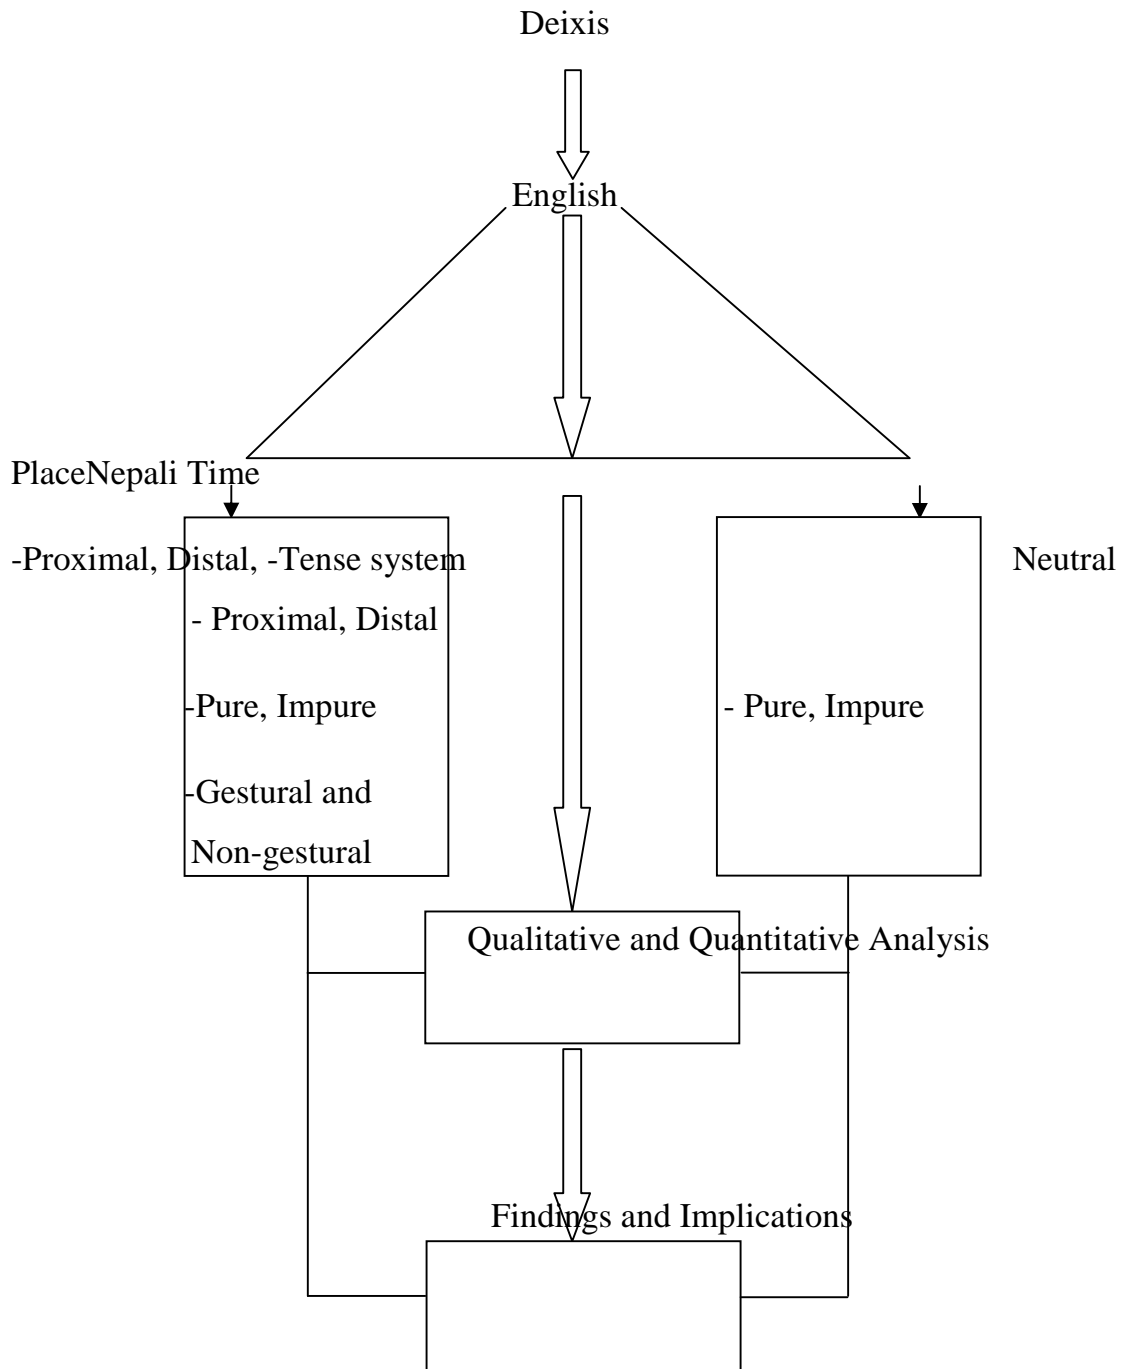 Deixis
English
PlaceNepali Time
-Proximal, Distal, -Tense system Neutral
- Proximal, Distal
-Pure, Impure - Pure, Impure
-Gestural and
Non-gestural
Qualitative and Quantitative Analysis
Findings and Implications